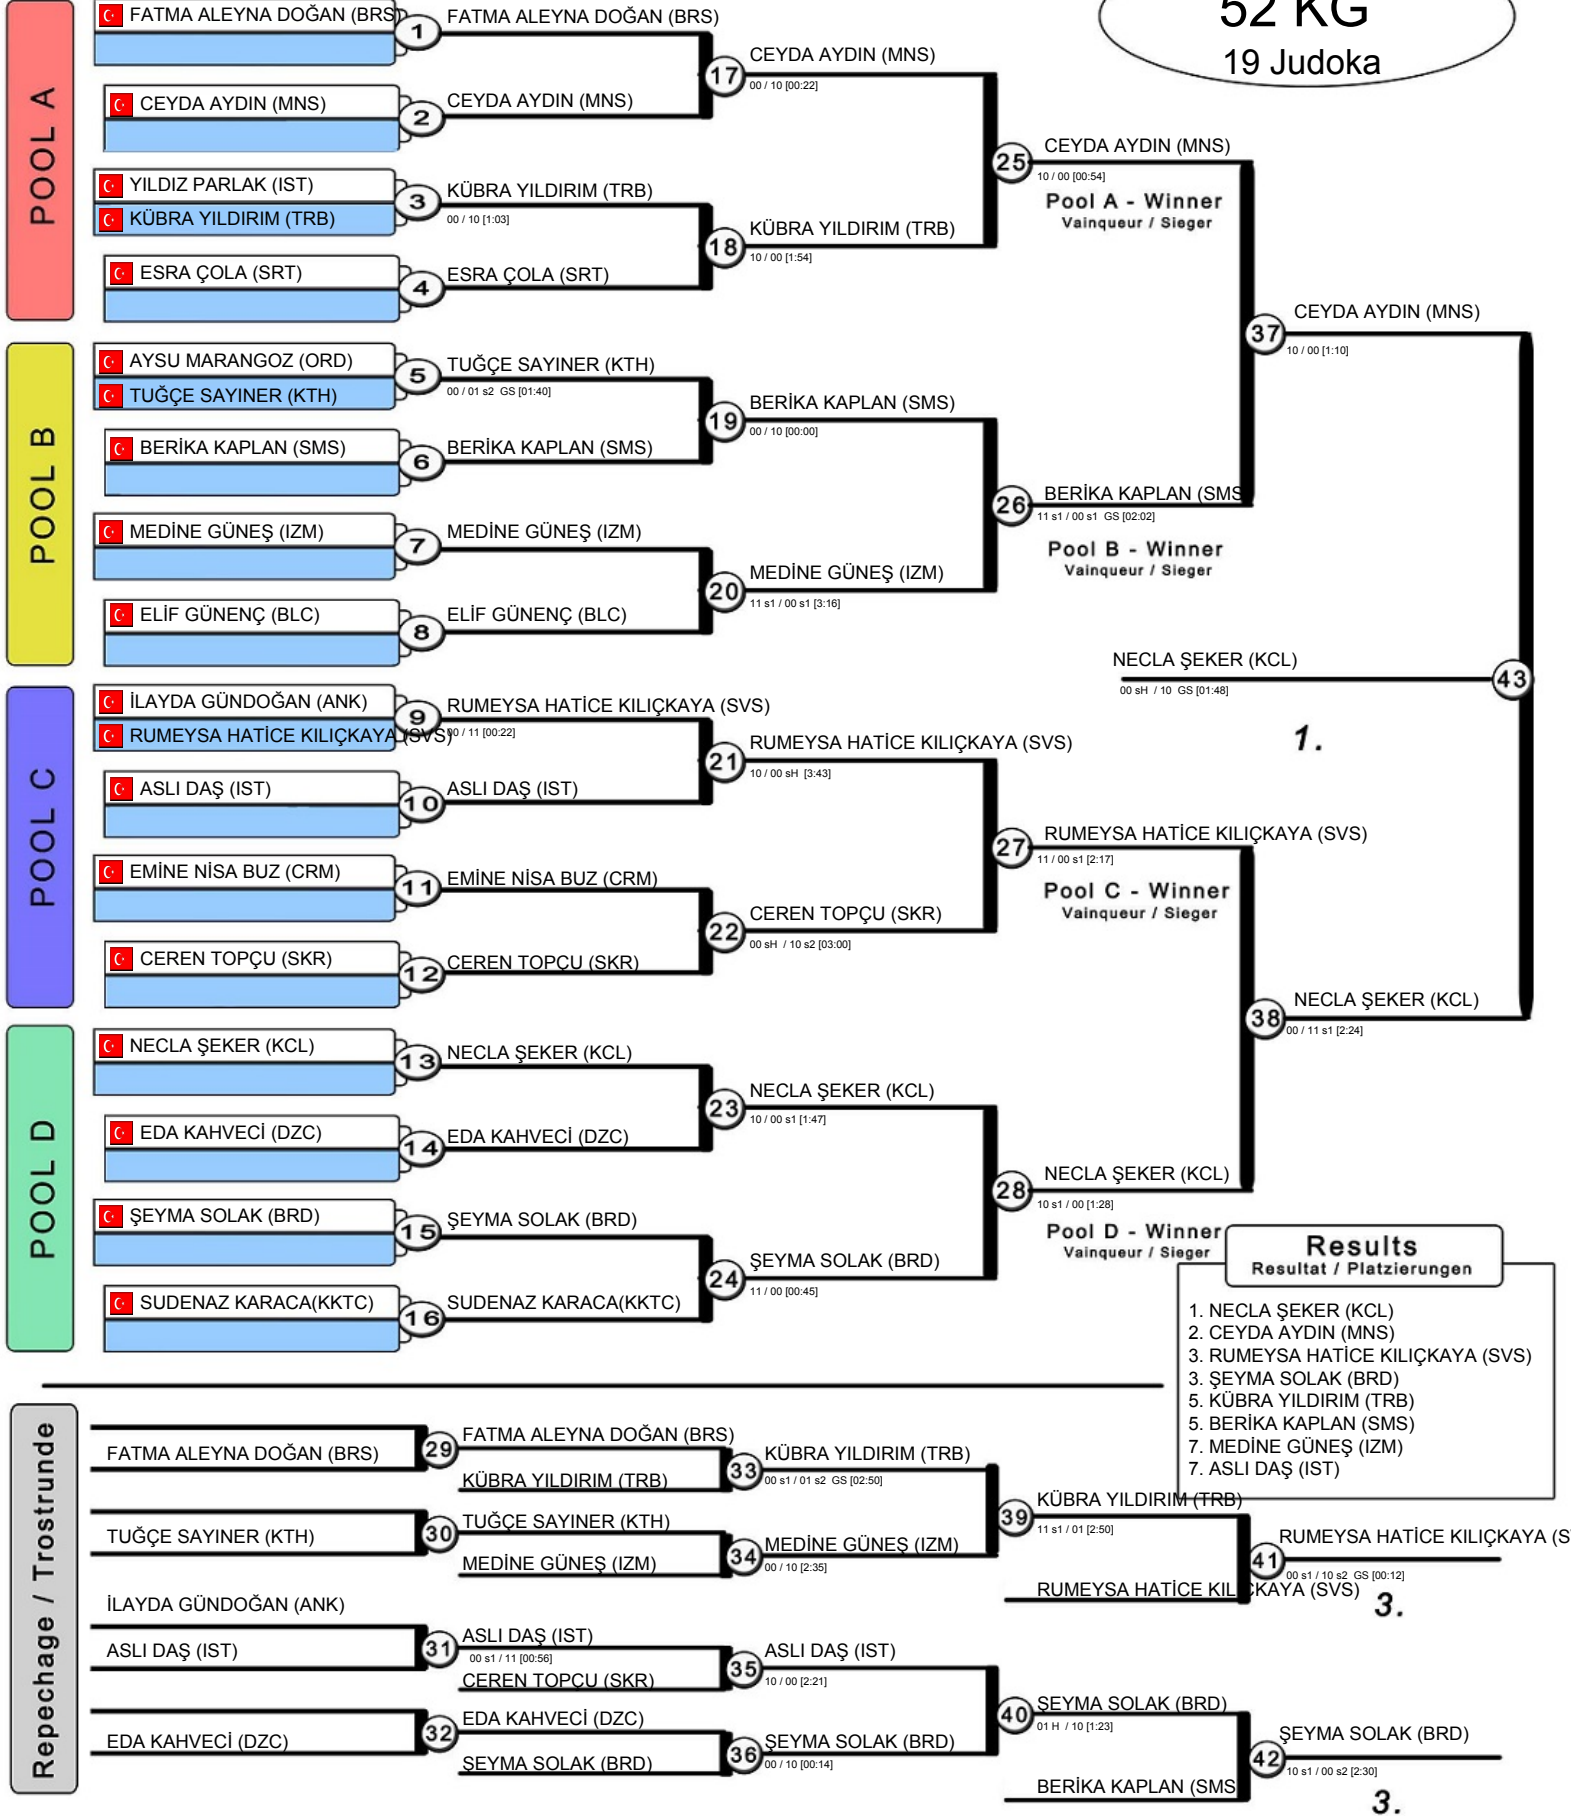 52 KG
19 Judoka
POOL A
FATMA ALEYNA DOĞAN (BRS)
1
CEYDA AYDIN (MNS)
2
YILDIZ PARLAK (IST)
KÜBRA YILDIRIM (TRB)
3
ESRA ÇOLA (SRT)
4
FATMA ALEYNA DOĞAN (BRS)
CEYDA AYDIN (MNS)
KÜBRA YILDIRIM (TRB)
00 / 10 [1:03]
ESRA ÇOLA (SRT)
17
CEYDA AYDIN (MNS)
00 / 10 [00:22]
18
KÜBRA YILDIRIM (TRB)
10 / 00 [1:54]
25
CEYDA AYDIN (MNS)
10 / 00 [00:54]
Pool A - Winner
Vainqueur / Sieger
POOL B
AYSU MARANGOZ (ORD)
TUĞÇE SAYINER (KTH)
5
BERİKA KAPLAN (SMS)
6
MEDİNE GÜNEŞ (IZM)
7
ELİF GÜNENÇ (BLC)
8
TUĞÇE SAYINER (KTH)
00 / 01 s2 GS [01:40]
BERİKA KAPLAN (SMS)
MEDİNE GÜNEŞ (IZM)
ELİF GÜNENÇ (BLC)
19
BERİKA KAPLAN (SMS)
00 / 10 [00:00]
20
MEDİNE GÜNEŞ (IZM)
11 s1 / 00 s1 [3:16]
26
BERİKA KAPLAN (SMS
11 s1 / 00 s1 GS [02:02]
Pool B - Winner
Vainqueur / Sieger
37
CEYDA AYDIN (MNS)
10 / 00 [1:10]
NECLA ŞEKER (KCL)
43
00 sH / 10 GS [01:48]
1.
POOL C
İLAYDA GÜNDOĞAN (ANK)
RUMEYSA HATİCE KILIÇKAYA (SVS)
9
ASLI DAŞ (IST)
10
EMİNE NİSA BUZ (CRM)
11
CEREN TOPÇU (SKR)
12
RUMEYSA HATİCE KILIÇKAYA (SVS)
00 / 11 [00:22]
ASLI DAŞ (IST)
EMİNE NİSA BUZ (CRM)
CEREN TOPÇU (SKR)
21
RUMEYSA HATİCE KILIÇKAYA (SVS)
10 / 00 sH [3:43]
22
CEREN TOPÇU (SKR)
00 sH / 10 s2 [03:00]
27
RUMEYSA HATİCE KILIÇKAYA (SVS)
11 / 00 s1 [2:17]
Pool C - Winner
Vainqueur / Sieger
POOL D
NECLA ŞEKER (KCL)
13
EDA KAHVECİ (DZC)
14
ŞEYMA SOLAK (BRD)
15
SUDENAZ KARACA(KKTC)
16
NECLA ŞEKER (KCL)
EDA KAHVECİ (DZC)
ŞEYMA SOLAK (BRD)
SUDENAZ KARACA(KKTC)
23
NECLA ŞEKER (KCL)
10 / 00 s1 [1:47]
24
ŞEYMA SOLAK (BRD)
11 / 00 [00:45]
28
NECLA ŞEKER (KCL)
10 s1 / 00 [1:28]
Pool D - Winner
Vainqueur / Sieger
38
NECLA ŞEKER (KCL)
00 / 11 s1 [2:24]
Results
Resultat / Platzierungen
1. NECLA ŞEKER (KCL)
2. CEYDA AYDIN (MNS)
3. RUMEYSA HATİCE KILIÇKAYA (SVS)
3. ŞEYMA SOLAK (BRD)
5. KÜBRA YILDIRIM (TRB)
5. BERİKA KAPLAN (SMS)
7. MEDİNE GÜNEŞ (IZM)
7. ASLI DAŞ (IST)
Repechage / Trostrunde
FATMA ALEYNA DOĞAN (BRS)
29
TUĞÇE SAYINER (KTH)
30
İLAYDA GÜNDOĞAN (ANK)
ASLI DAŞ (IST)
31
EDA KAHVECİ (DZC)
32
FATMA ALEYNA DOĞAN (BRS)
KÜBRA YILDIRIM (TRB)
33
TUĞÇE SAYINER (KTH)
MEDİNE GÜNEŞ (IZM)
34
ASLI DAŞ (IST)
00 s1 / 11 [00:56]
CEREN TOPÇU (SKR)
35
EDA KAHVECİ (DZC)
ŞEYMA SOLAK (BRD)
36
KÜBRA YILDIRIM (TRB)
00 s1 / 01 s2 GS [02:50]
MEDİNE GÜNEŞ (IZM)
00 / 10 [2:35]
ASLI DAŞ (IST)
10 / 00 [2:21]
ŞEYMA SOLAK (BRD)
00 / 10 [00:14]
39
KÜBRA YILDIRIM (TRB)
11 s1 / 01 [2:50]
RUMEYSA HATİCE KILIÇKAYA (SVS)
40
ŞEYMA SOLAK (BRD)
01 H / 10 [1:23]
BERİKA KAPLAN (SMS
41
RUMEYSA HATİCE KILIÇKAYA (S
00 s1 / 10 s2 GS [00:12]
3.
42
ŞEYMA SOLAK (BRD)
10 s1 / 00 s2 [2:30]
3.